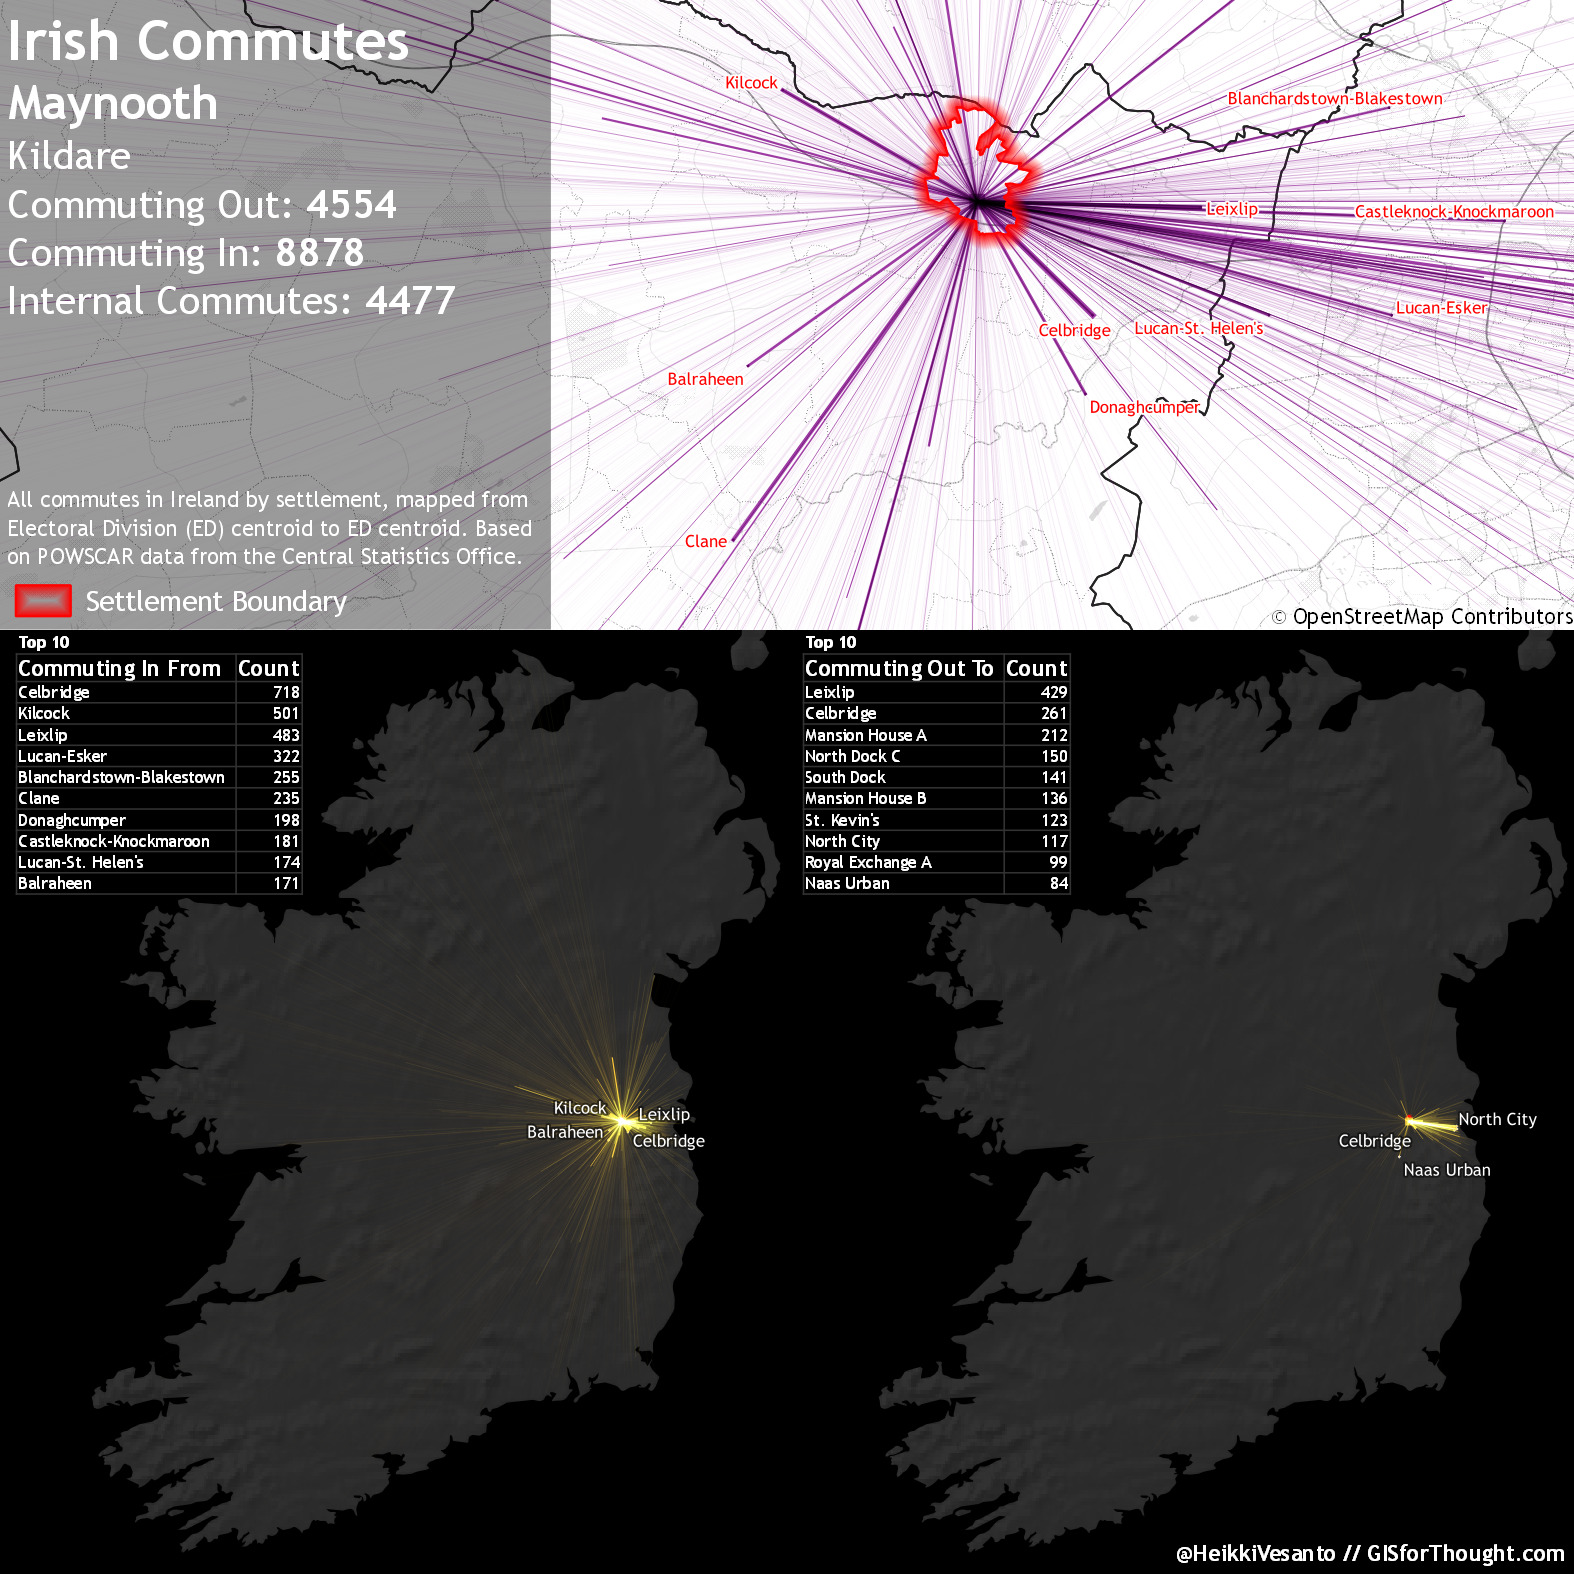 Irish Commutes
Maynooth
Kildare
Commuting Out: 4554
Commuting In: 8878
Internal Commutes: 4477
All commutes in Ireland by settlement, mapped from
Electoral Division (ED) centroid to ED centroid. Based
on POWSCAR data from the Central Statistics Office.
Settlement Boundary
Kilcock
Blanchardstown-Blakestown
Leixlip
Castleknock-Knockmaroon
Lucan-Esker
Celbridge
Lucan-St. Helen's
Balraheen
Donaghcumper
Clane
© OpenStreetMap Contributors
Top 10
Commuting In From Count
Celbridge 718
Kilcock 501
Leixlip 483
Lucan-Esker 322
Blanchardstown-Blakestown 255
Clane 235
Donaghcumper 198
Castleknock-Knockmaroon 181
Lucan-St. Helen's 174
Balraheen 171
Top 10
Commuting Out To Count
Leixlip 429
Celbridge 261
Mansion House A 212
North Dock C 150
South Dock 141
Mansion House B 136
St. Kevin's 123
North City 117
Royal Exchange A 99
Naas Urban 84
Kilcock
Leixlip
Balraheen
Celbridge
North City
Celbridge
Naas Urban
@HeikkiVesanto // GISforThought.com